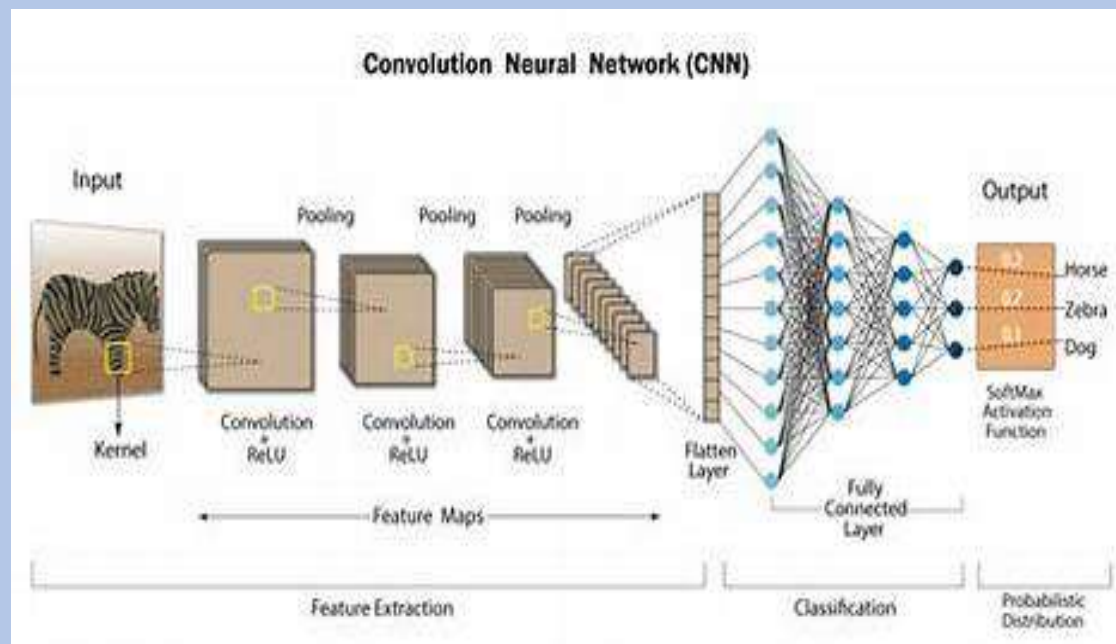 Convolution Neural Network (CNN)
Input
Output
Pooling
Pooling
Pooling
Horse
Zebra
Dog
Kernel
Convolution
+
ReLU
Convolution
+
ReLU
Convolution
+
ReLU
Flatten
Layer
SoftMax
Activation
Function
Fully
Connected
Layer
Feature Maps
Feature Extraction
Classification
Probabilistic
Distribution